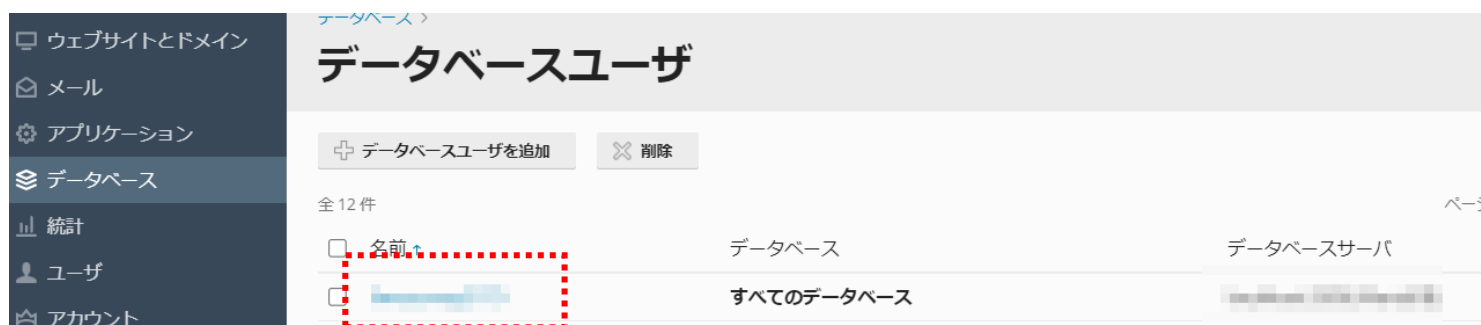 データベース >
データベースユーザ
ウェブサイトとドメイン
メール
アプリケーション
データベース
統計
ユーザ
アカウント
データベースユーザを追加
削除
全12件
名前↑
データベース
データベースサーバ
すべてのデータベース